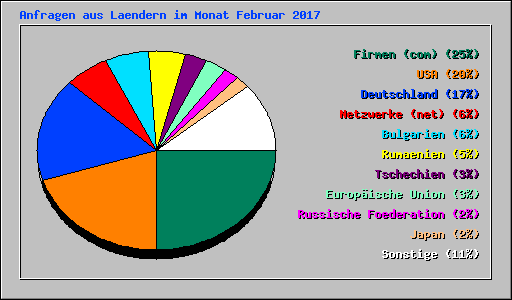 Anfragen aus Laendern im Monat Februar 2017
Firmen (com) (25%)
USA (20%)
Deutschland (17%)
Netzwerke (net) (6%)
Bulgarien (6%)
Rumaenien (5%)
Tschechien (3%)
Europäische Union (3%)
Russische Foederation (2%)
Japan (2%)
Sonstige (11%)